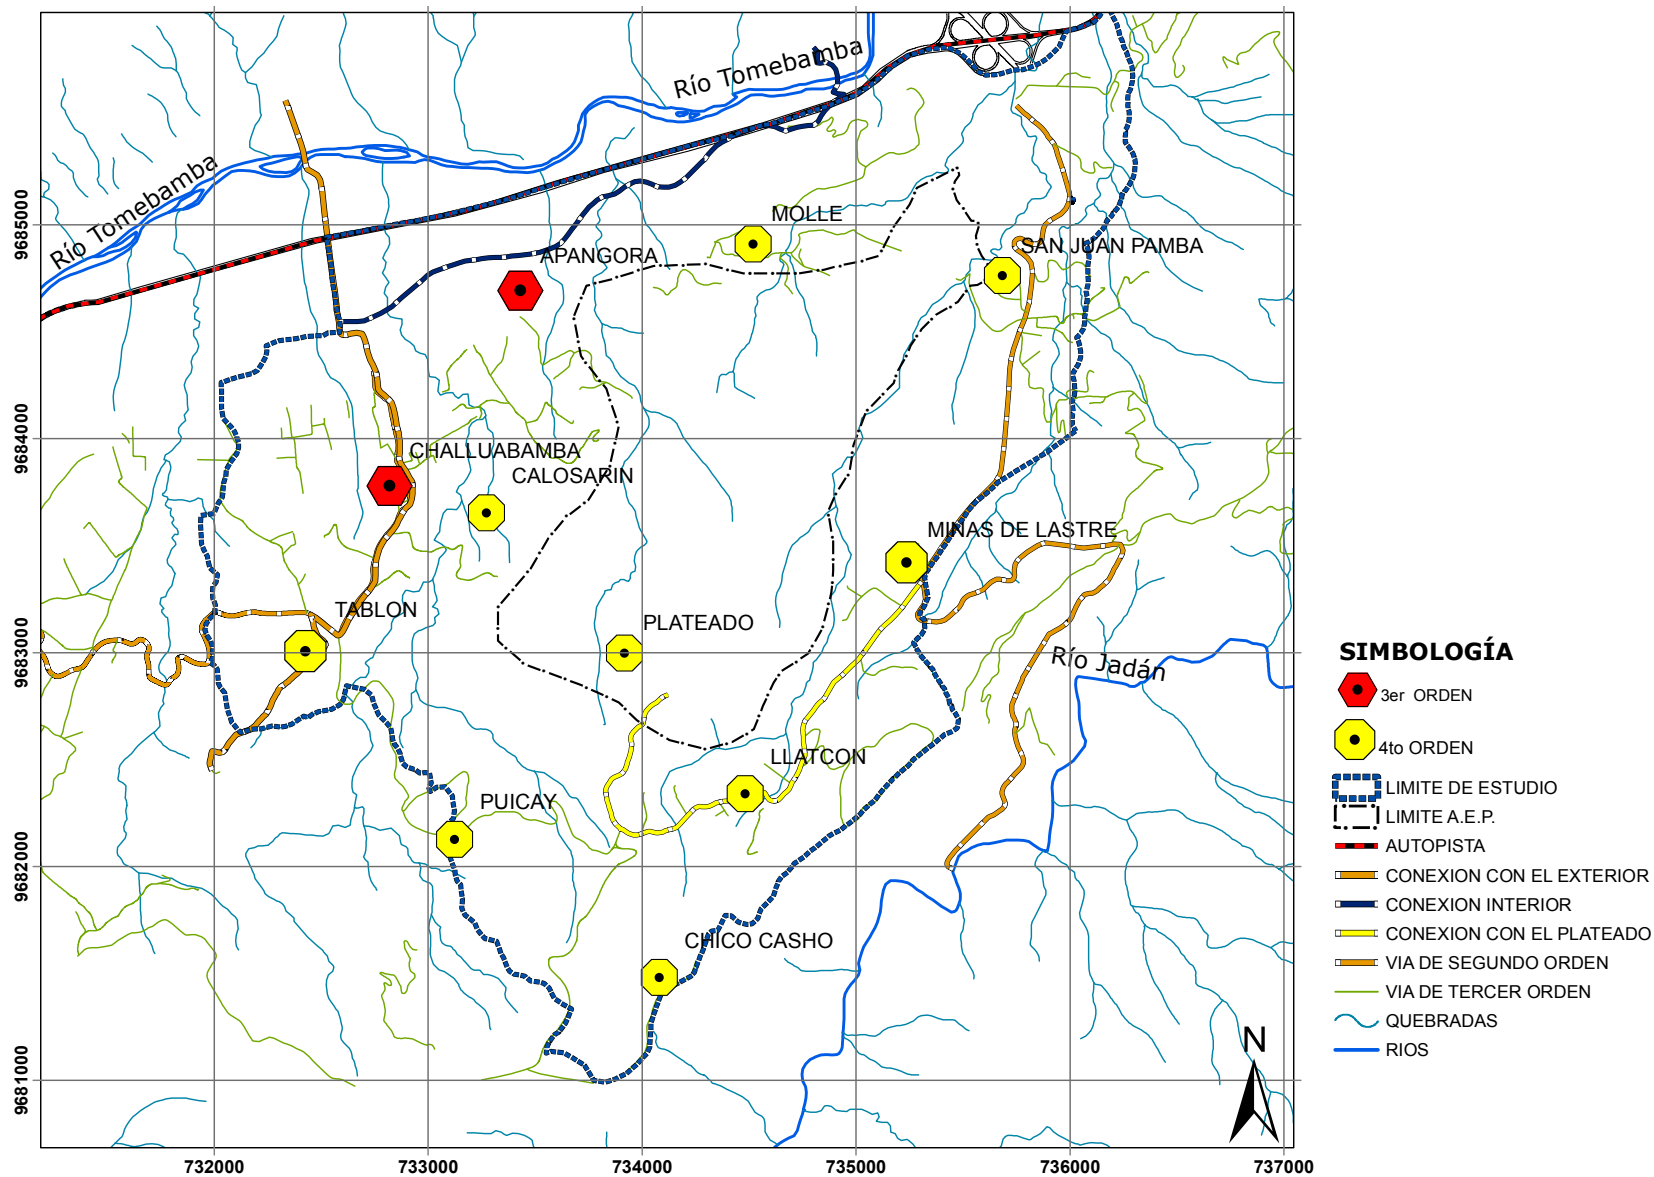 Río Tomebamba
Río Tomebamba
MOLLE
SAN JUAN PAMBA
APANGORA
CHALLUABAMBA
CALOSARIN
MINAS DE LASTRE
TABLON
PLATEADO
Río Jadán
LLATCON
PUICAY
CHICO CASHO
N
9685000
9684000
9683000
9682000
9681000
732000
733000
734000
735000
736000
737000
SIMBOLOGÍA
3er ORDEN
4to ORDEN
LIMITE DE ESTUDIO
LIMITE A.E.P.
AUTOPISTA
CONEXION CON EL EXTERIOR
CONEXION INTERIOR
CONEXION CON EL PLATEADO
VIA DE SEGUNDO ORDEN
VIA DE TERCER ORDEN
QUEBRADAS
RIOS